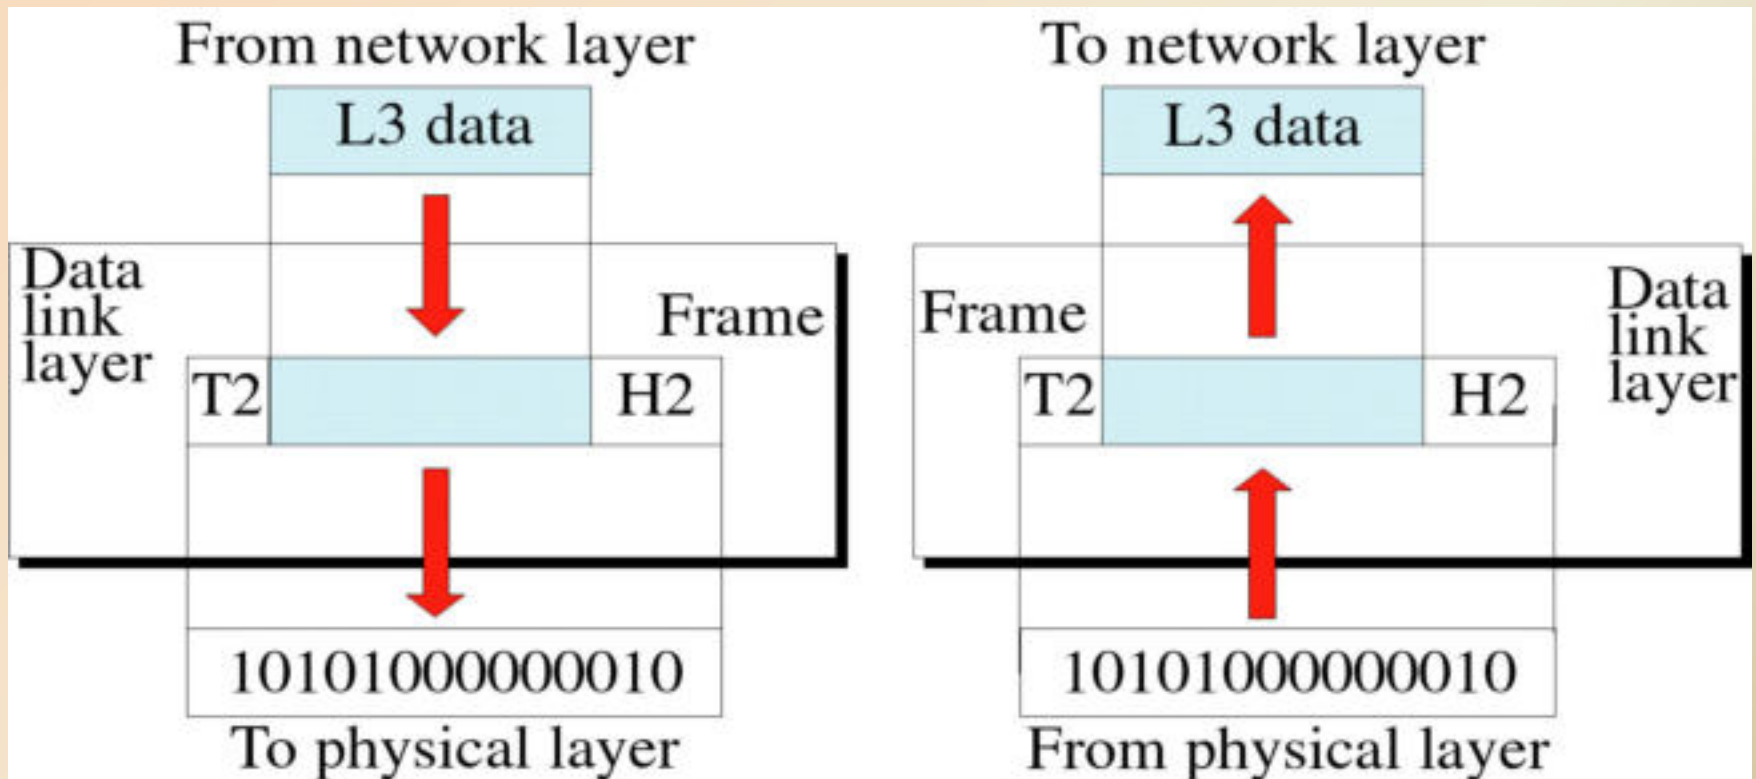 From network layer
L3 data
Data
link
layer
Frame
T2
H2
10101000000010
To physical layer
To network layer
L3 data
Frame
Data
link
layer
T2
H2
10101000000010
From physical layer